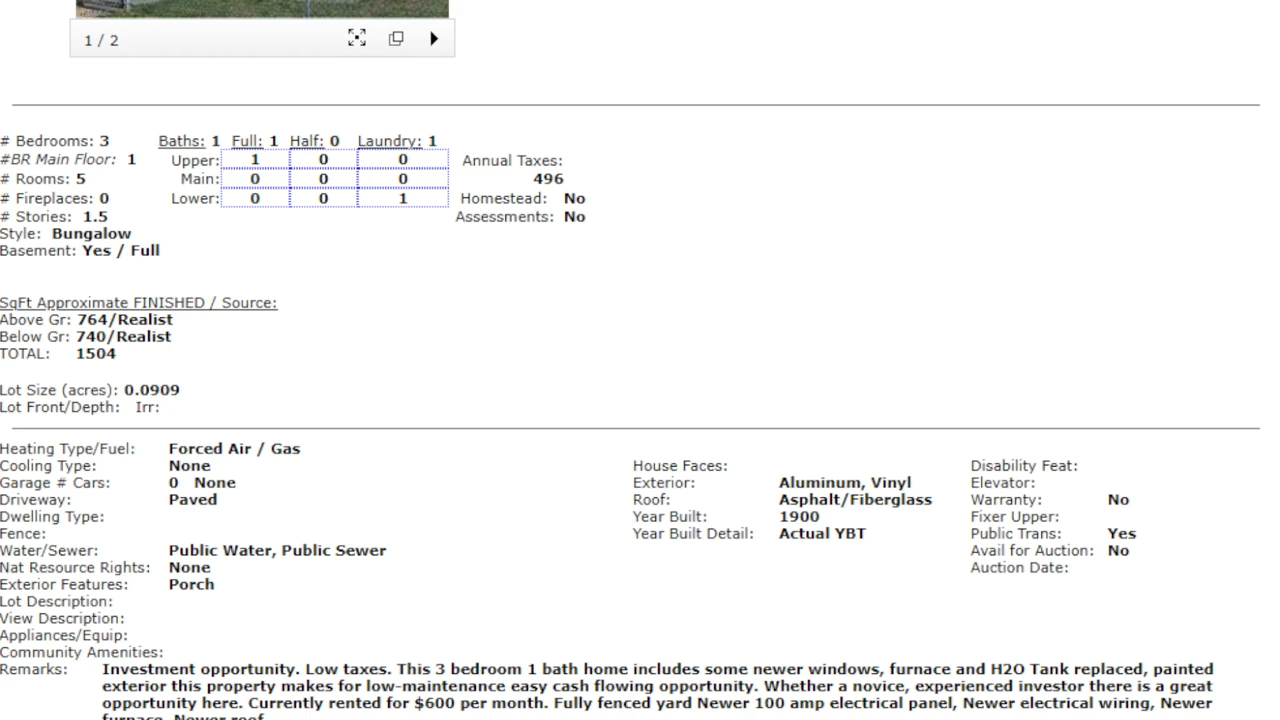 1 / 2
# Bedrooms: 3 Baths: 1 Full: 1 Half: 0 Laundry: 1
#BR Main Floor: 1 Upper: 1 0 0 Annual Taxes:
# Rooms: 5 Main: 0 0 0 496
# Fireplaces: 0 Lower: 0 0 1 Homestead: No
# Stories: 1.5 Assessments: No
Style: Bungalow
Basement: Yes / Full
SqFt Approximate FINISHED / Source:
Above Gr: 764/Realist
Below Gr: 740/Realist
TOTAL: 1504
Lot Size (acres): 0.0909
Lot Front/Depth: Irr:
Heating Type/Fuel: Forced Air / Gas
Cooling Type: None House Faces: Disability Feat:
Garage # Cars: 0 None Exterior: Aluminum, Vinyl Elevator:
Driveway: Paved Roof: Asphalt/Fiberglass Warranty: No
Dwelling Type: Year Built: 1900 Fixer Upper:
Fence: Year Built Detail: Actual YBT Public Trans: Yes
Water/Sewer: Public Water, Public Sewer Avail for Auction: No
Nat Resource Rights: None Auction Date:
Exterior Features: Porch
Lot Description:
View Description:
Appliances/Equip:
Community Amenities:
Remarks: Investment opportunity. Low taxes. This 3 bedroom 1 bath home includes some newer windows, furnace and H2O Tank replaced, painted
exterior this property makes for low-maintenance easy cash flowing opportunity. Whether a novice, experienced investor there is a great
opportunity here. Currently rented for $600 per month. Fully fenced yard Newer 100 amp electrical panel, Newer electrical wiring, Newer
furnace, Newer roof